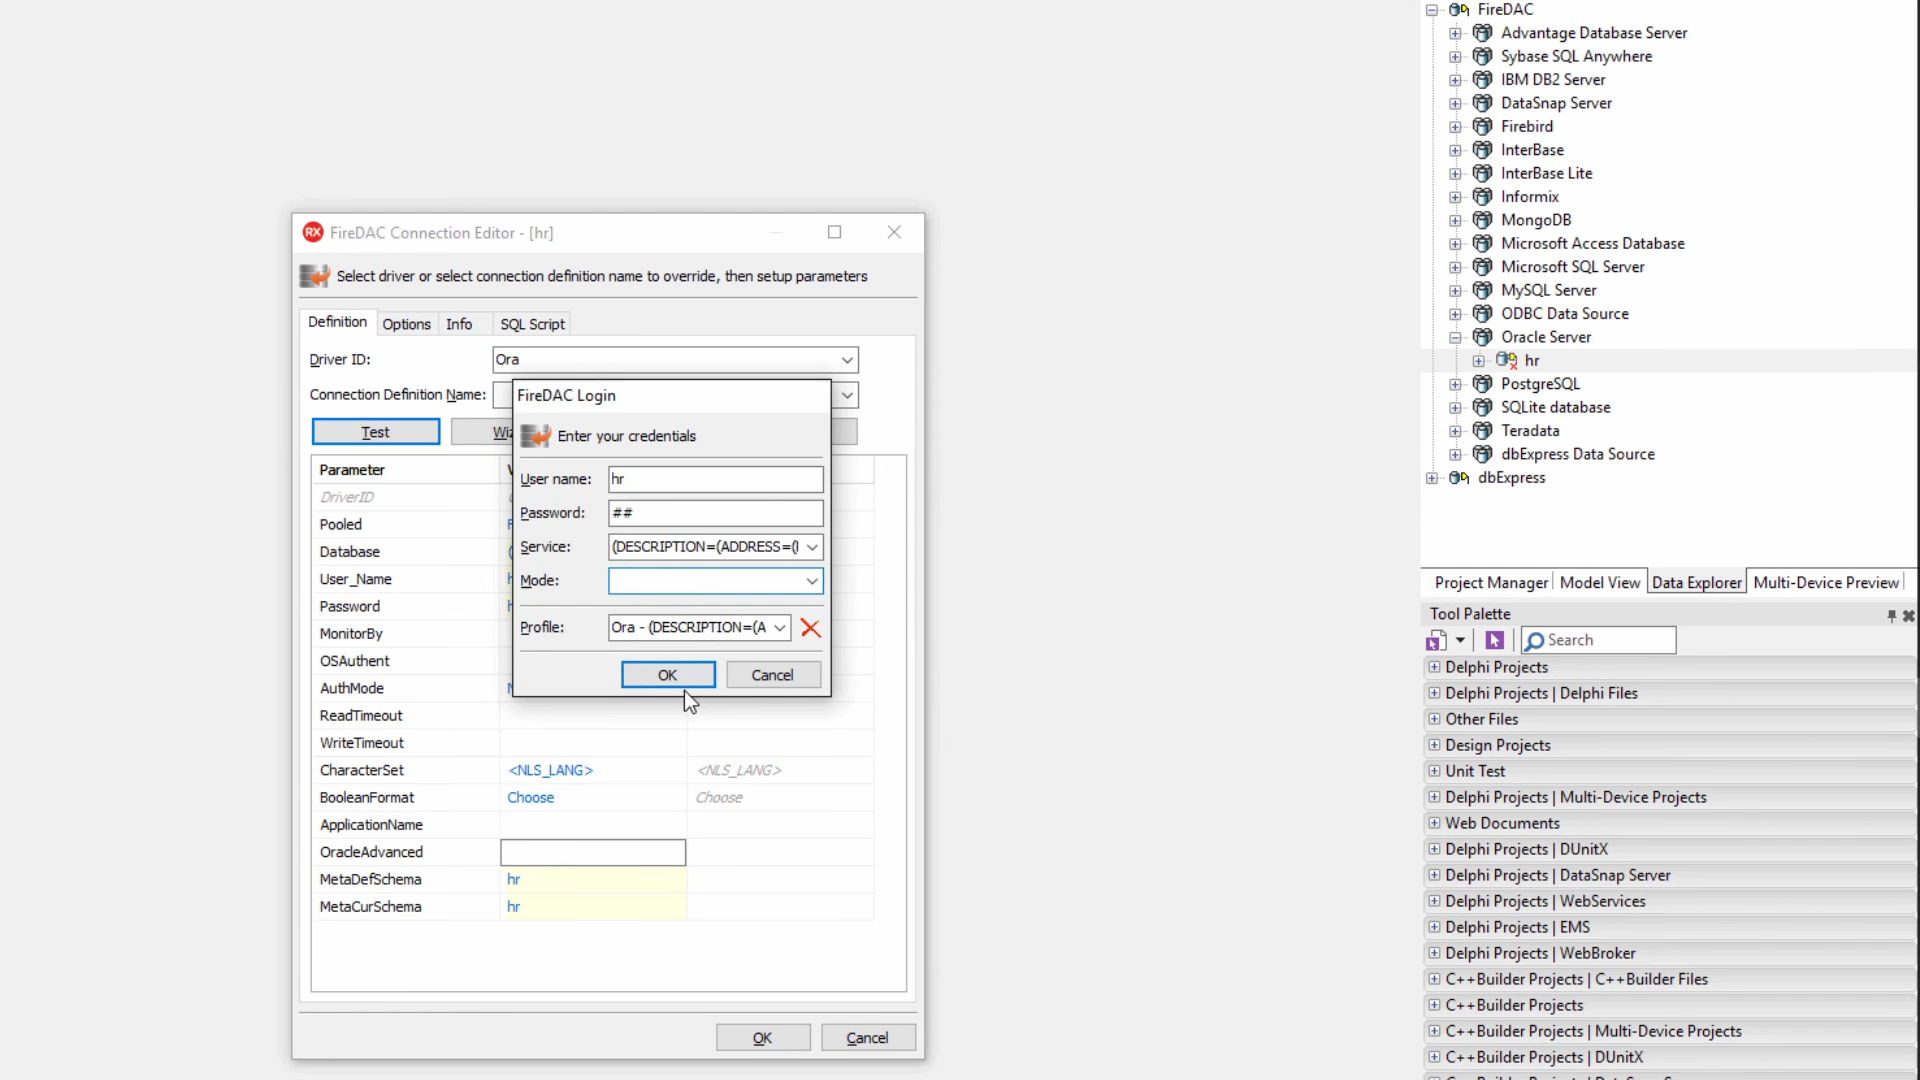 FireDAC
Advantage Database Server
Sybase SQL Anywhere
IBM DB2 Server
DataSnap Server
Firebird
InterBase
InterBase Lite
Informix
MongoDB
Microsoft Access Database
Microsoft SQL Server
MySQL Server
ODBC Data Source
Oracle Server
hr
PostgreSQL
SQLite database
Teradata
dbExpress Data Source
dbExpress
RX FireDAC Connection Editor - [hr]
Select driver or select connection definition name to override, then setup parameters
Definition Options Info SQL Script
Driver ID: Ora
Connection Definition Name:
Test
Parameter
DriverID
Pooled
Database
User_Name
Password
MonitorBy
OSAuthent
AuthMode
ReadTimeout
WriteTimeout
CharacterSet <NLS_LANG> <NLS_LANG>
BooleanFormat Choose Choose
ApplicationName
OracleAdvanced
MetaDefSchema hr
MetaCurSchema hr
OK Cancel
FireDAC Login
Enter your credentials
User name: hr
Password: ##
Service: (DESCRIPTION=(ADDRESS=(
Mode:
Profile: Ora - (DESCRIPTION=(A
OK Cancel
Project Manager Model View Data Explorer Multi-Device Preview
Tool Palette
Search
Delphi Projects
Delphi Projects | Delphi Files
Other Files
Design Projects
Unit Test
Delphi Projects | Multi-Device Projects
Web Documents
Delphi Projects | DUnitX
Delphi Projects | DataSnap Server
Delphi Projects | WebServices
Delphi Projects | EMS
Delphi Projects | WebBroker
C++Builder Projects | C++Builder Files
C++Builder Projects
C++Builder Projects | Multi-Device Projects
C++Builder Projects | DUnitX